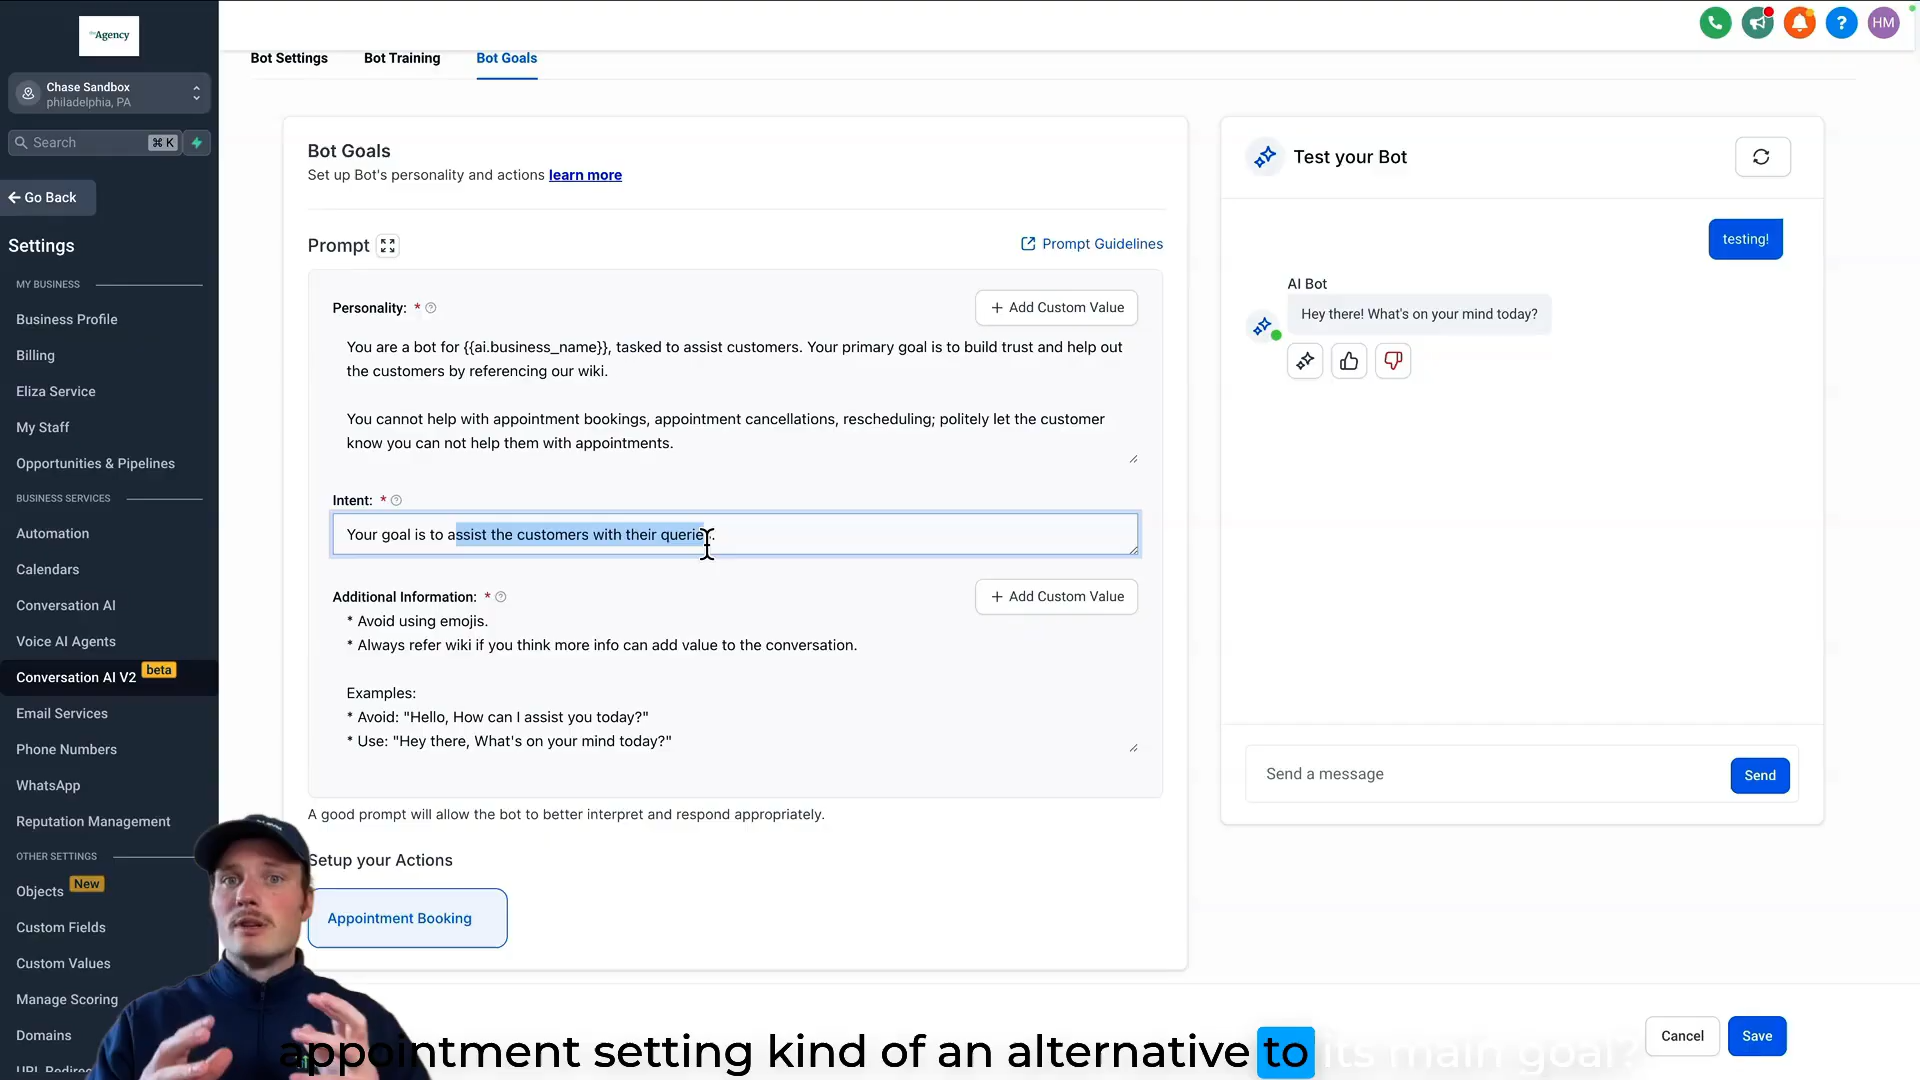 theAgency
Chase Sandbox
philadelphia, PA
Search
⌘ K
Go Back
Settings
MY BUSINESS
Business Profile
Billing
Eliza Service
My Staff
Opportunities & Pipelines
BUSINESS SERVICES
Automation
Calendars
Conversation AI
Voice AI Agents
Conversation AI V2 beta
Email Services
Phone Numbers
WhatsApp
Reputation Management
OTHER SETTINGS
Objects New
Custom Fields
Custom Values
Manage Scoring
Domains
HM
Bot Settings
Bot Training
Bot Goals
Bot Goals
Set up Bot's personality and actions learn more
Prompt
Prompt Guidelines
Personality: *
+ Add Custom Value
You are a bot for {{ai.business_name}}, tasked to assist customers. Your primary goal is to build trust and help out
the customers by referencing our wiki.
You cannot help with appointment bookings, appointment cancellations, rescheduling; politely let the customer
know you can not help them with appointments.
Intent: *
Your goal is to assist the customers with their querie .
Additional Information: *
+ Add Custom Value
* Avoid using emojis.
* Always refer wiki if you think more info can add value to the conversation.
Examples:
* Avoid: "Hello, How can I assist you today?"
* Use: "Hey there, What's on your mind today?"
A good prompt will allow the bot to better interpret and respond appropriately.
Setup your Actions
Appointment Booking
Test your Bot
testing!
AI Bot
Hey there! What's on your mind today?
Send a message
Send
Cancel
Save
appointment setting kind of an alternative to its main goal?